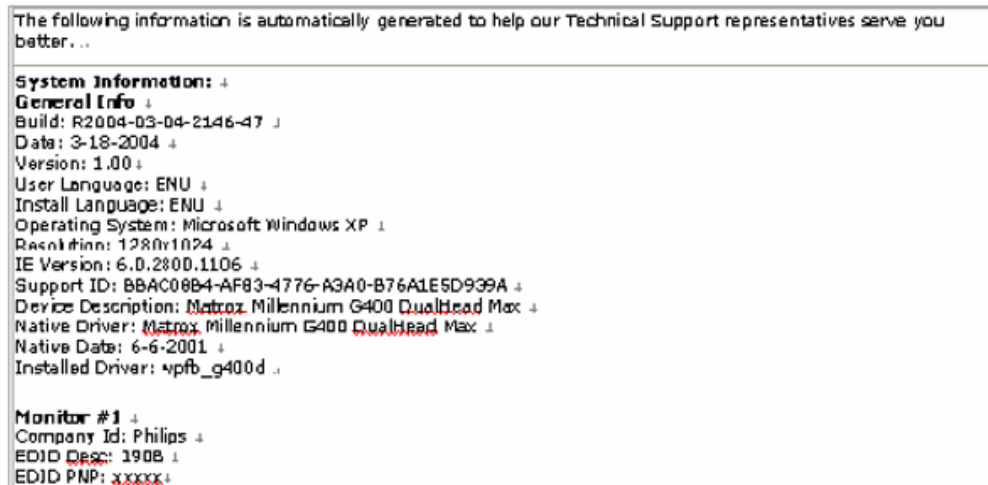 The following information is automatically generated to help our Technical Support representatives serve you
better...
System Information:
General Info
Build: R2004-03-04-2146-47
Date: 3-18-2004
Version: 1.00
User Language: ENU
Install Language: ENU
Operating System: Microsoft Windows XP
Resolution: 1280x1024
IE Version: 6.0.2800.1106
Support ID: BBAC08B4-AF83-4776-A3A0-B76A1E5D939A
Device Description: Matrox Millennium G400 DualHead Max
Native Driver: Matrox Millennium G400 DualHead Max
Native Date: 6-6-2001
Installed Driver: vpfb_g400d
Monitor #1
Company Id: Philips
EDID Desc: 190B
EDID PNP: xxxxx